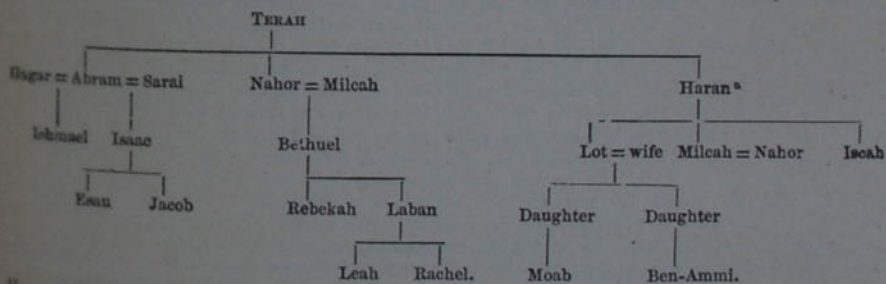 TERAH
Hagar = Abram = Sarai Nahor = Milcah Haran a
Ishmael Isaac Bethuel Lot = wife Milcah = Nahor Iscah
Esau Jacob Rebekah Laban Daughter Daughter
Leah Rachel. Moab Ben-Ammi.